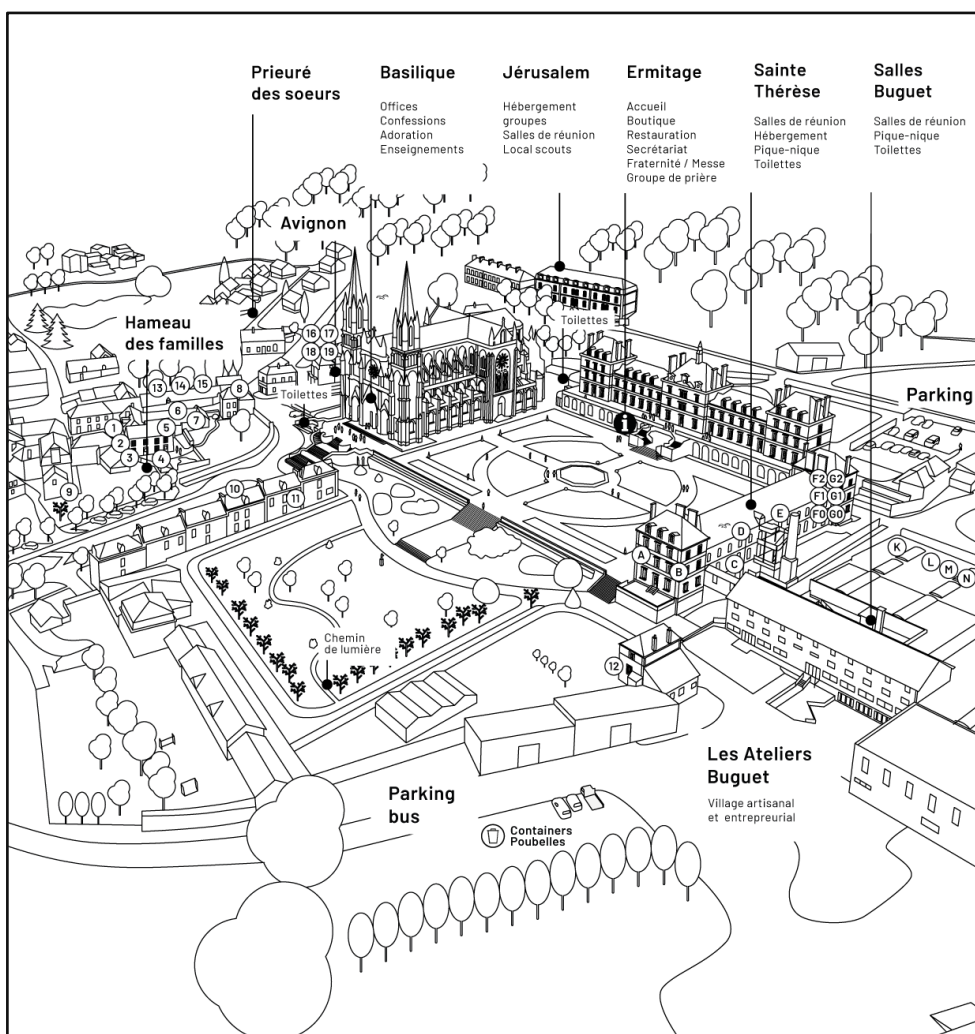 Prieuré
des soeurs
Basilique
Offices
Confessions
Adoration
Enseignements
Jérusalem
Hébergement
groupes
Salles de réunion
Local scouts
Ermitage
Accueil
Boutique
Restauration
Secrétariat
Fraternité / Messe
Groupe de prière
Sainte
Thérèse
Salles de réunion
Hébergement
Pique-nique
Toilettes
Salles
Buguet
Salles de réunion
Pique-nique
Toilettes
Avignon
Hameau
des familles
Toilettes
Toilettes
Parking
16 17
18 19
13 14 15
8
6
7
1
5
2
3
4
9
10
11
i
F2 G2
F1 G1
F0 G0
E
D
A
B
C
K
L
M
N
12
Chemin
de lumière
Les Ateliers
Buguet
Village artisanal
et entrepreurial
Parking
bus
Containers
Poubelles